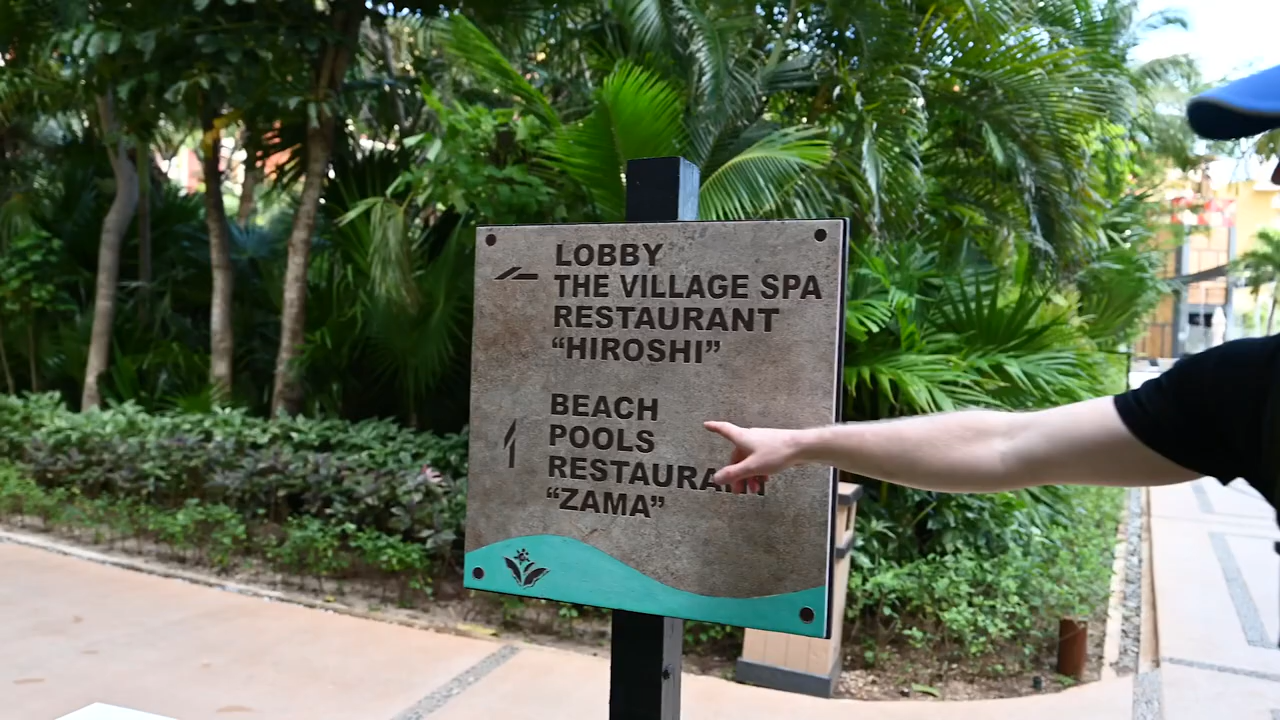 LOBBY
THE VILLAGE SPA
RESTAURANT
“HIROSHI”
BEACH
POOLS
RESTAURANT
“ZAMA”